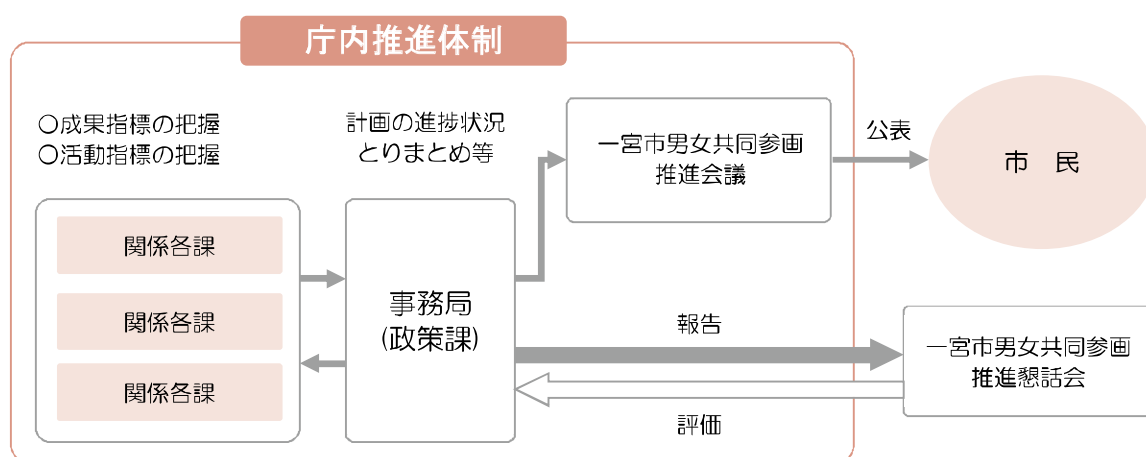 庁内推進体制
〇成果指標の把握
〇活動指標の把握
計画の進捗状況
とりまとめ等
一宮市男女共同参画
推進会議
公表
市　民
関係各課
関係各課
関係各課
事務局
(政策課)
報告
評価
一宮市男女共同参画
推進懇話会